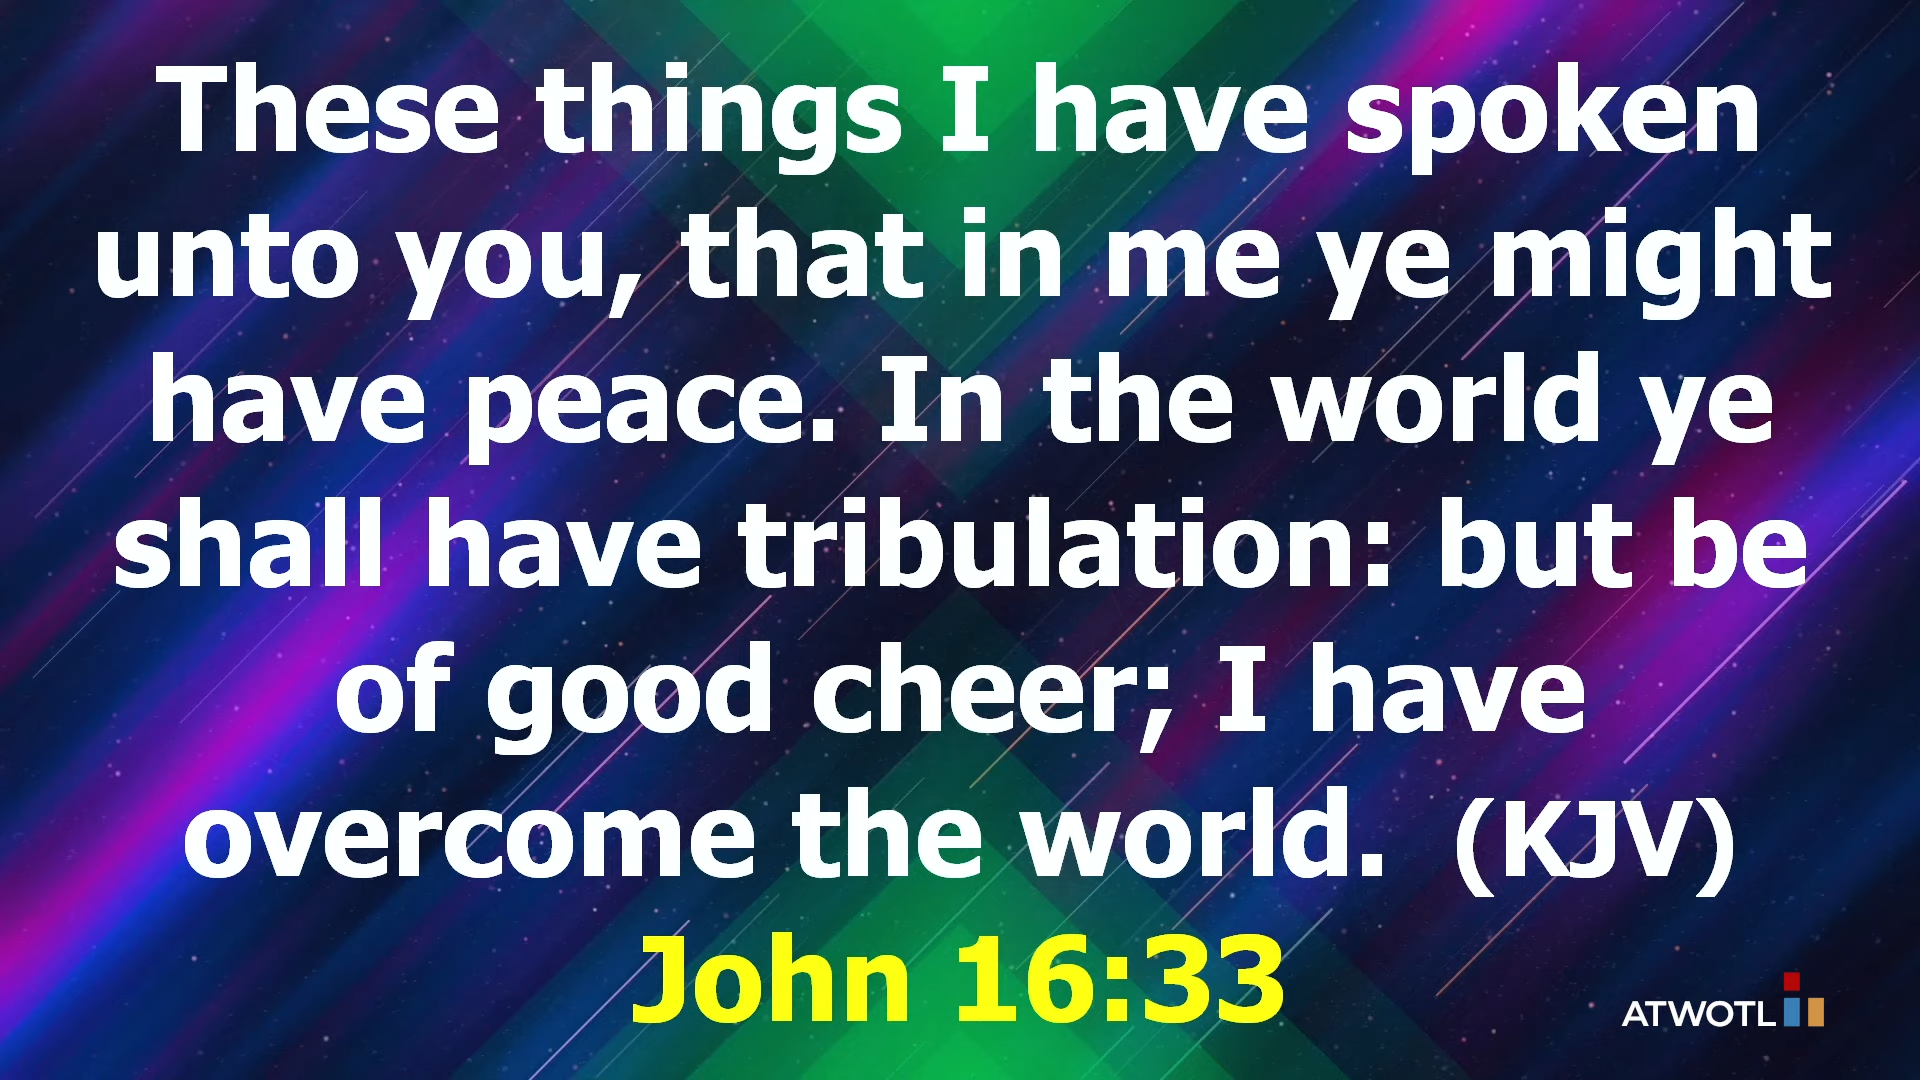 These things I have spoken
unto you, that in me ye might
have peace. In the world ye
shall have tribulation: but be
of good cheer; I have
overcome the world.  (KJV)
John 16:33
ATWOTL